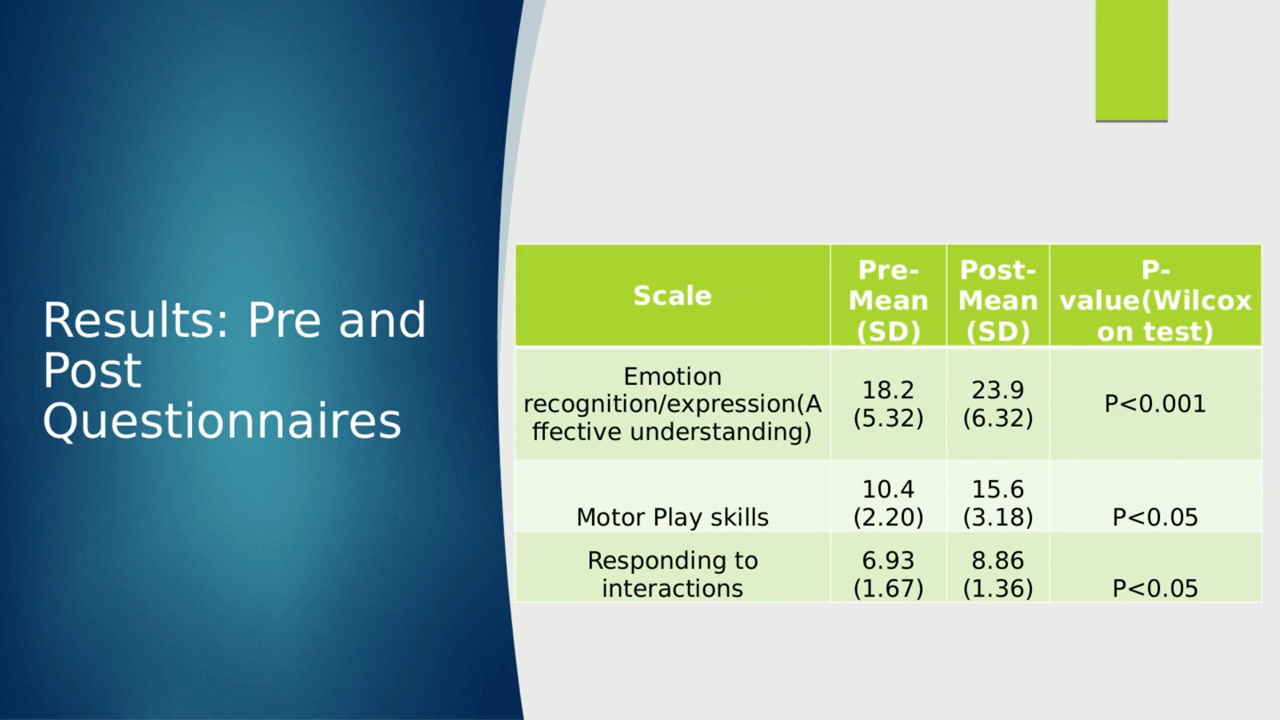 Results: Pre and
Post
Questionnaires
Scale
Pre-
Mean
(SD)
Post-
Mean
(SD)
P-
value(Wilcox
on test)
Emotion
recognition/expression(A
ffective understanding)
18.2
(5.32)
23.9
(6.32)
P<0.001
Motor Play skills
10.4
(2.20)
15.6
(3.18)
P<0.05
Responding to
interactions
6.93
(1.67)
8.86
(1.36)
P<0.05